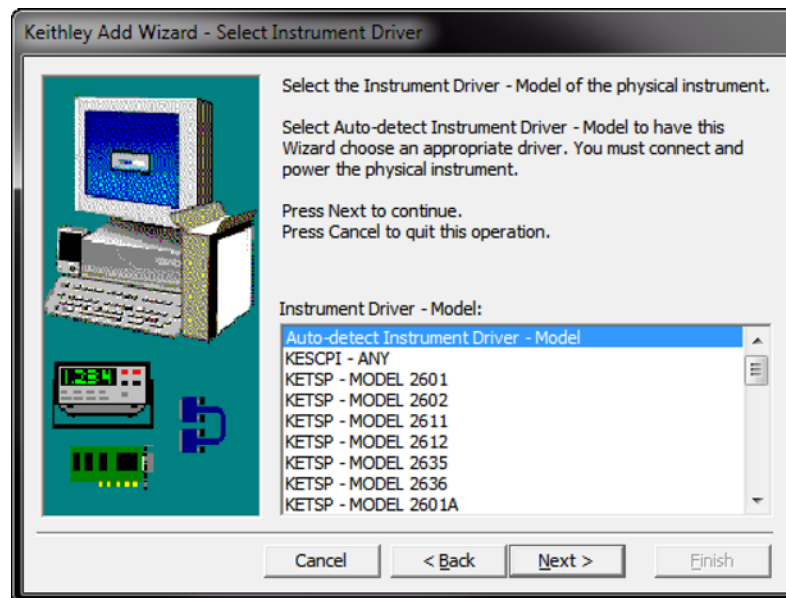 Keithley Add Wizard - Select Instrument Driver
Select the Instrument Driver - Model of the physical instrument.
Select Auto-detect Instrument Driver - Model to have this
Wizard choose an appropriate driver. You must connect and
power the physical instrument.
Press Next to continue.
Press Cancel to quit this operation.
Instrument Driver - Model:
Auto-detect Instrument Driver - Model
KESCPI - ANY
KETSP - MODEL 2601
KETSP - MODEL 2602
KETSP - MODEL 2611
KETSP - MODEL 2612
KETSP - MODEL 2635
KETSP - MODEL 2636
KETSP - MODEL 2601A
1.234
Cancel
< Back
Next >
Finish